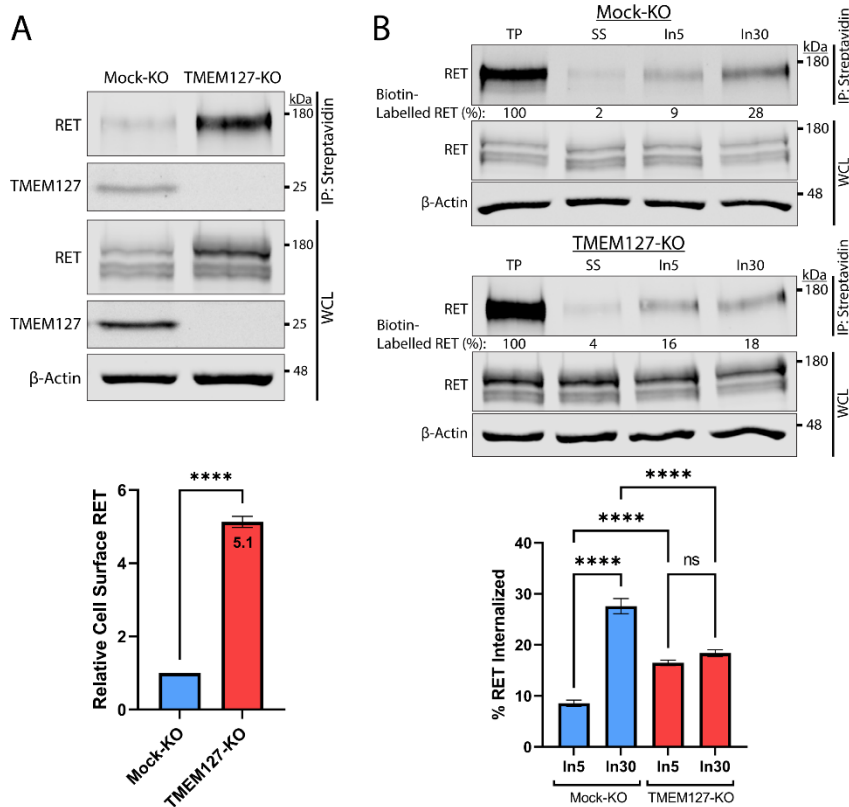 A
Mock-KO TMEM127-KO
kDa
RET
180
TMEM127
25
IP: Streptavidin
RET
180
TMEM127
25
β-Actin
48
WCL
****
Relative Cell Surface RET
6
4
2
0
5.1
Mock-KO
TMEM127-KO
B
Mock-KO
TP SS In5 In30
kDa
RET
180
IP: Streptavidin
Biotin-
Labelled RET (%): 100 2 9 28
RET
180
β-Actin
48
WCL
TMEM127-KO
TP SS In5 In30
kDa
RET
180
IP: Streptavidin
Biotin-
Labelled RET (%): 100 4 16 18
RET
180
β-Actin
48
WCL
****
****
****
ns
% RET Internalized
40
30
20
10
0
In5 In30 In5 In30
Mock-KO TMEM127-KO